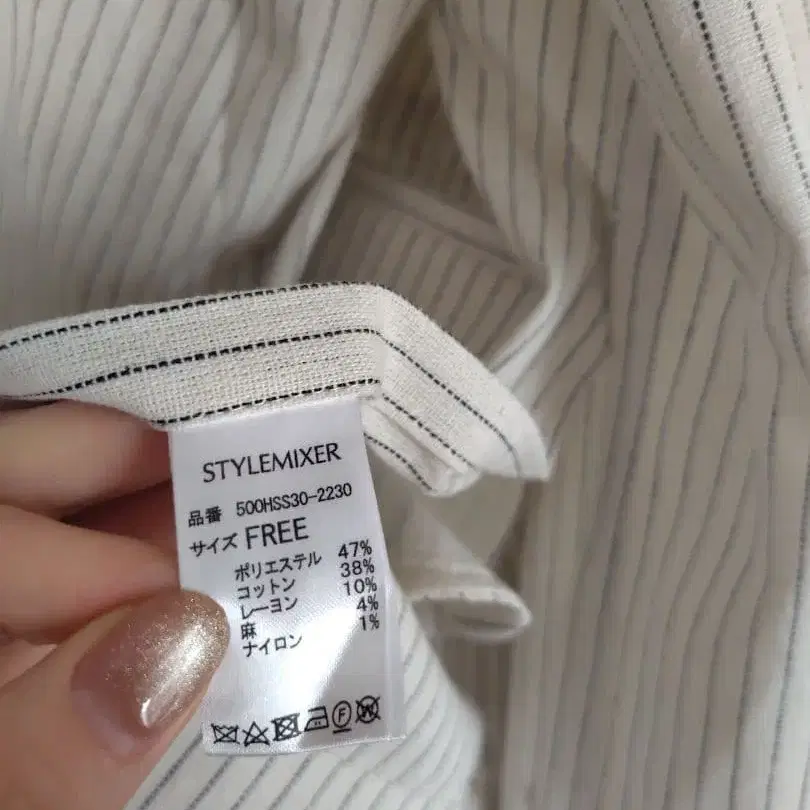 STYLEMIXER
品番 500HSS30-2230
サイズ FREE
ポリエステル 47%
コットン 38%
レーヨン 10%
麻 4%
ナイロン 1%
F W